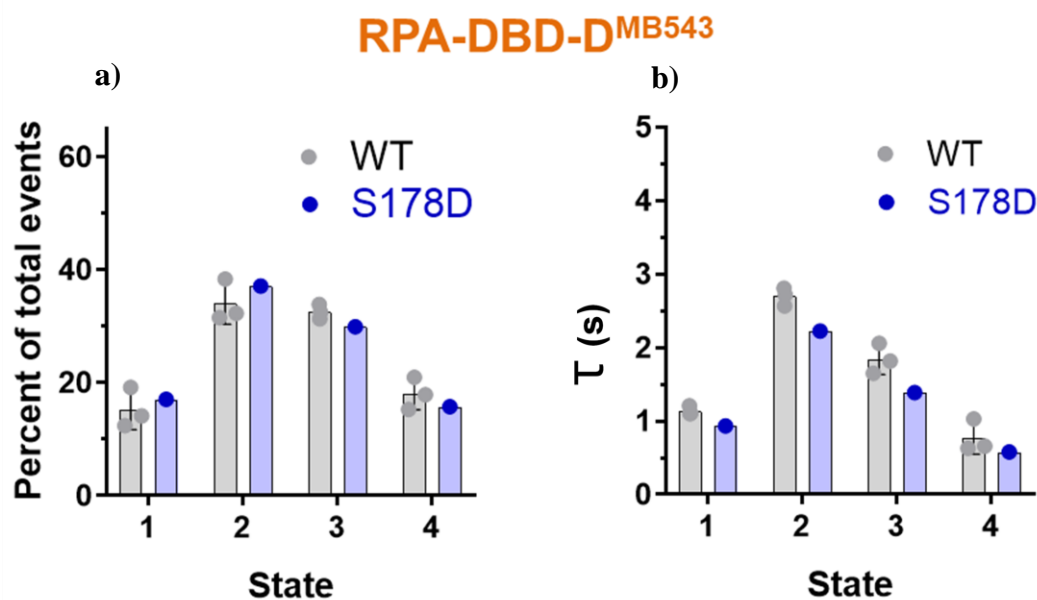 RPA-DBD-D^MB543
a)
b)
Percent of total events
60
40
20
0
WT
S178D
1 2 3 4
State
τ (s)
5
4
3
2
1
0
WT
S178D
1 2 3 4
State